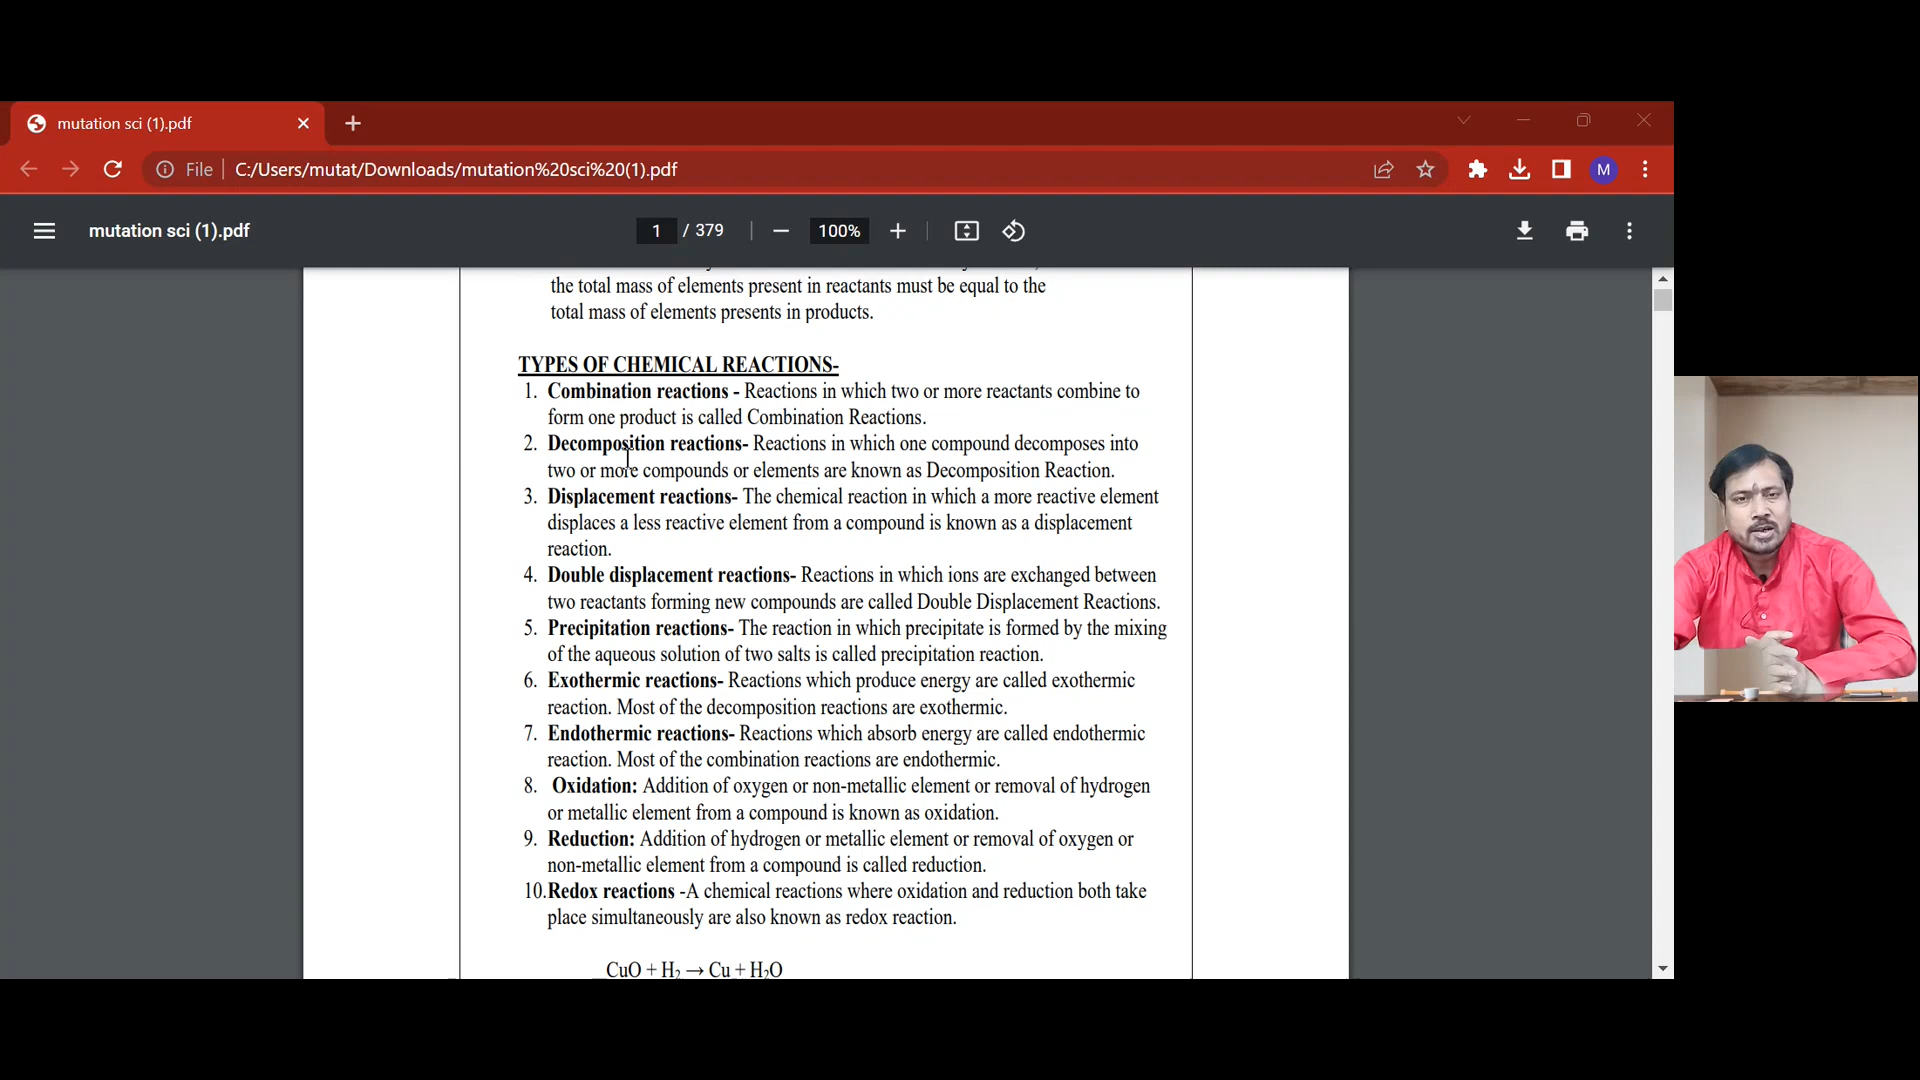 mutation sci (1).pdf
File
C:/Users/mutat/Downloads/mutation%20sci%20(1).pdf
M
mutation sci (1).pdf
1 / 379
100%
the total mass of elements present in reactants must be equal to the
total mass of elements presents in products.
TYPES OF CHEMICAL REACTIONS-
1. Combination reactions - Reactions in which two or more reactants combine to
form one product is called Combination Reactions.
2. Decomposition reactions- Reactions in which one compound decomposes into
two or more compounds or elements are known as Decomposition Reaction.
3. Displacement reactions- The chemical reaction in which a more reactive element
displaces a less reactive element from a compound is known as a displacement
reaction.
4. Double displacement reactions- Reactions in which ions are exchanged between
two reactants forming new compounds are called Double Displacement Reactions.
5. Precipitation reactions- The reaction in which precipitate is formed by the mixing
of the aqueous solution of two salts is called precipitation reaction.
6. Exothermic reactions- Reactions which produce energy are called exothermic
reaction. Most of the decomposition reactions are exothermic.
7. Endothermic reactions- Reactions which absorb energy are called endothermic
reaction. Most of the combination reactions are endothermic.
8. Oxidation: Addition of oxygen or non-metallic element or removal of hydrogen
or metallic element from a compound is known as oxidation.
9. Reduction: Addition of hydrogen or metallic element or removal of oxygen or
non-metallic element from a compound is called reduction.
10.Redox reactions -A chemical reactions where oxidation and reduction both take
place simultaneously are also known as redox reaction.
CuO + H₂ → Cu + H₂O